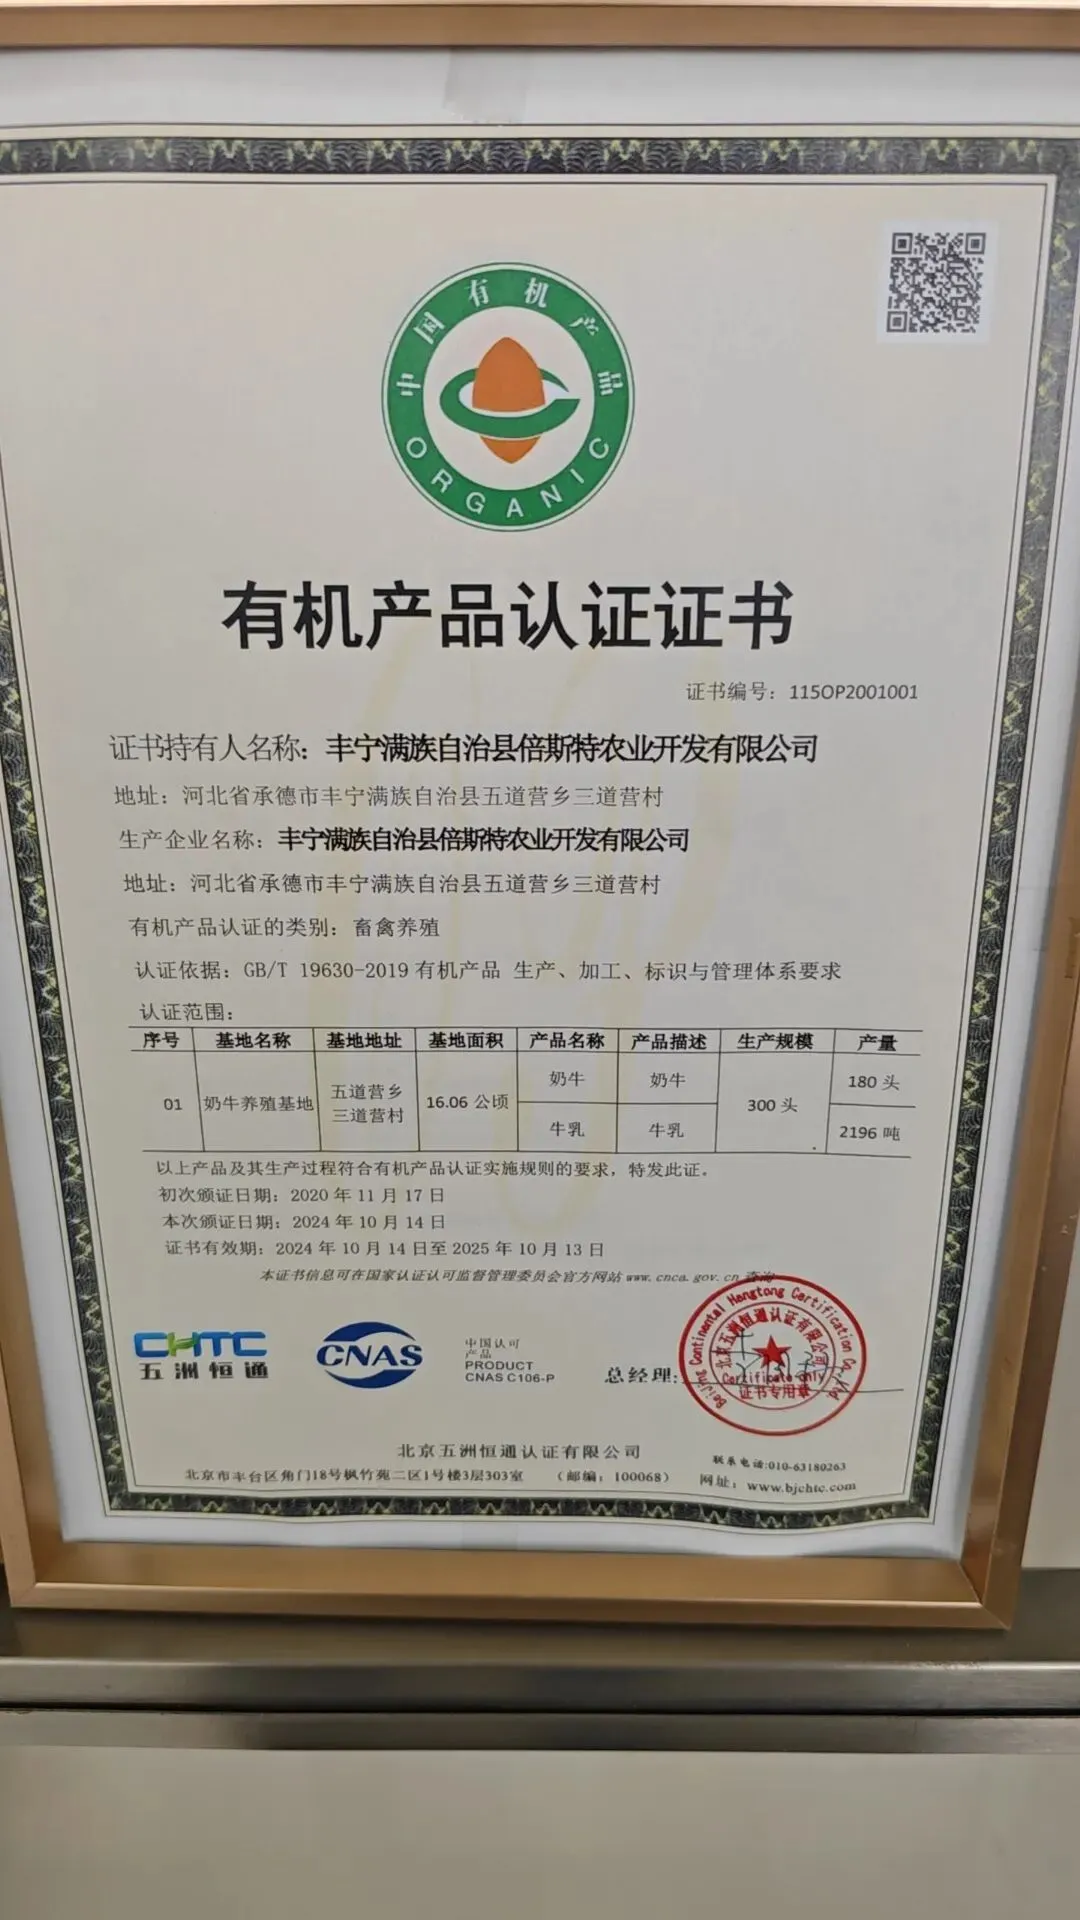 中国有机产品
ORGANIC
有机产品认证证书
证书编号：115OP2001001
证书持有人名称：丰宁满族自治县倍斯特农业开发有限公司
地址：河北省承德市丰宁满族自治县五道营乡三道营村
生产企业名称：丰宁满族自治县倍斯特农业开发有限公司
地址：河北省承德市丰宁满族自治县五道营乡三道营村
有机产品认证的类别：畜禽养殖
认证依据：GB/T 19630-2019 有机产品 生产、加工、标识与管理体系要求
认证范围：
序号 基地名称 基地地址 基地面积 产品名称 产品描述 生产规模 产量
01 奶牛养殖基地 五道营乡三道营村 16.06 公顷 奶牛 奶牛 300 头 180 头
牛乳 牛乳 2196 吨
以上产品及其生产过程符合有机产品认证实施规则的要求，特发此证。
初次颁证日期：2020 年 11 月 17 日
本次颁证日期：2024 年 10 月 14 日
证书有效期：2024 年 10 月 14 日至 2025 年 10 月 13 日
本证书信息可在国家认证认可监督管理委员会官方网站 www.cnca.gov.cn 查询
CHTC
五洲恒通
CNAS
中国认可
产品
PRODUCT
CNAS C106-P
总经理：
Beijing Continental Hengtong Certification Co.,Ltd
北京五洲恒通认证有限公司
Certificate only
证书专用章
北京五洲恒通认证有限公司
北京市丰台区角门18号枫竹苑二区1号楼3层303室 （邮编：100068）
联系电话:010-63180263
网址：www.bjchtc.com